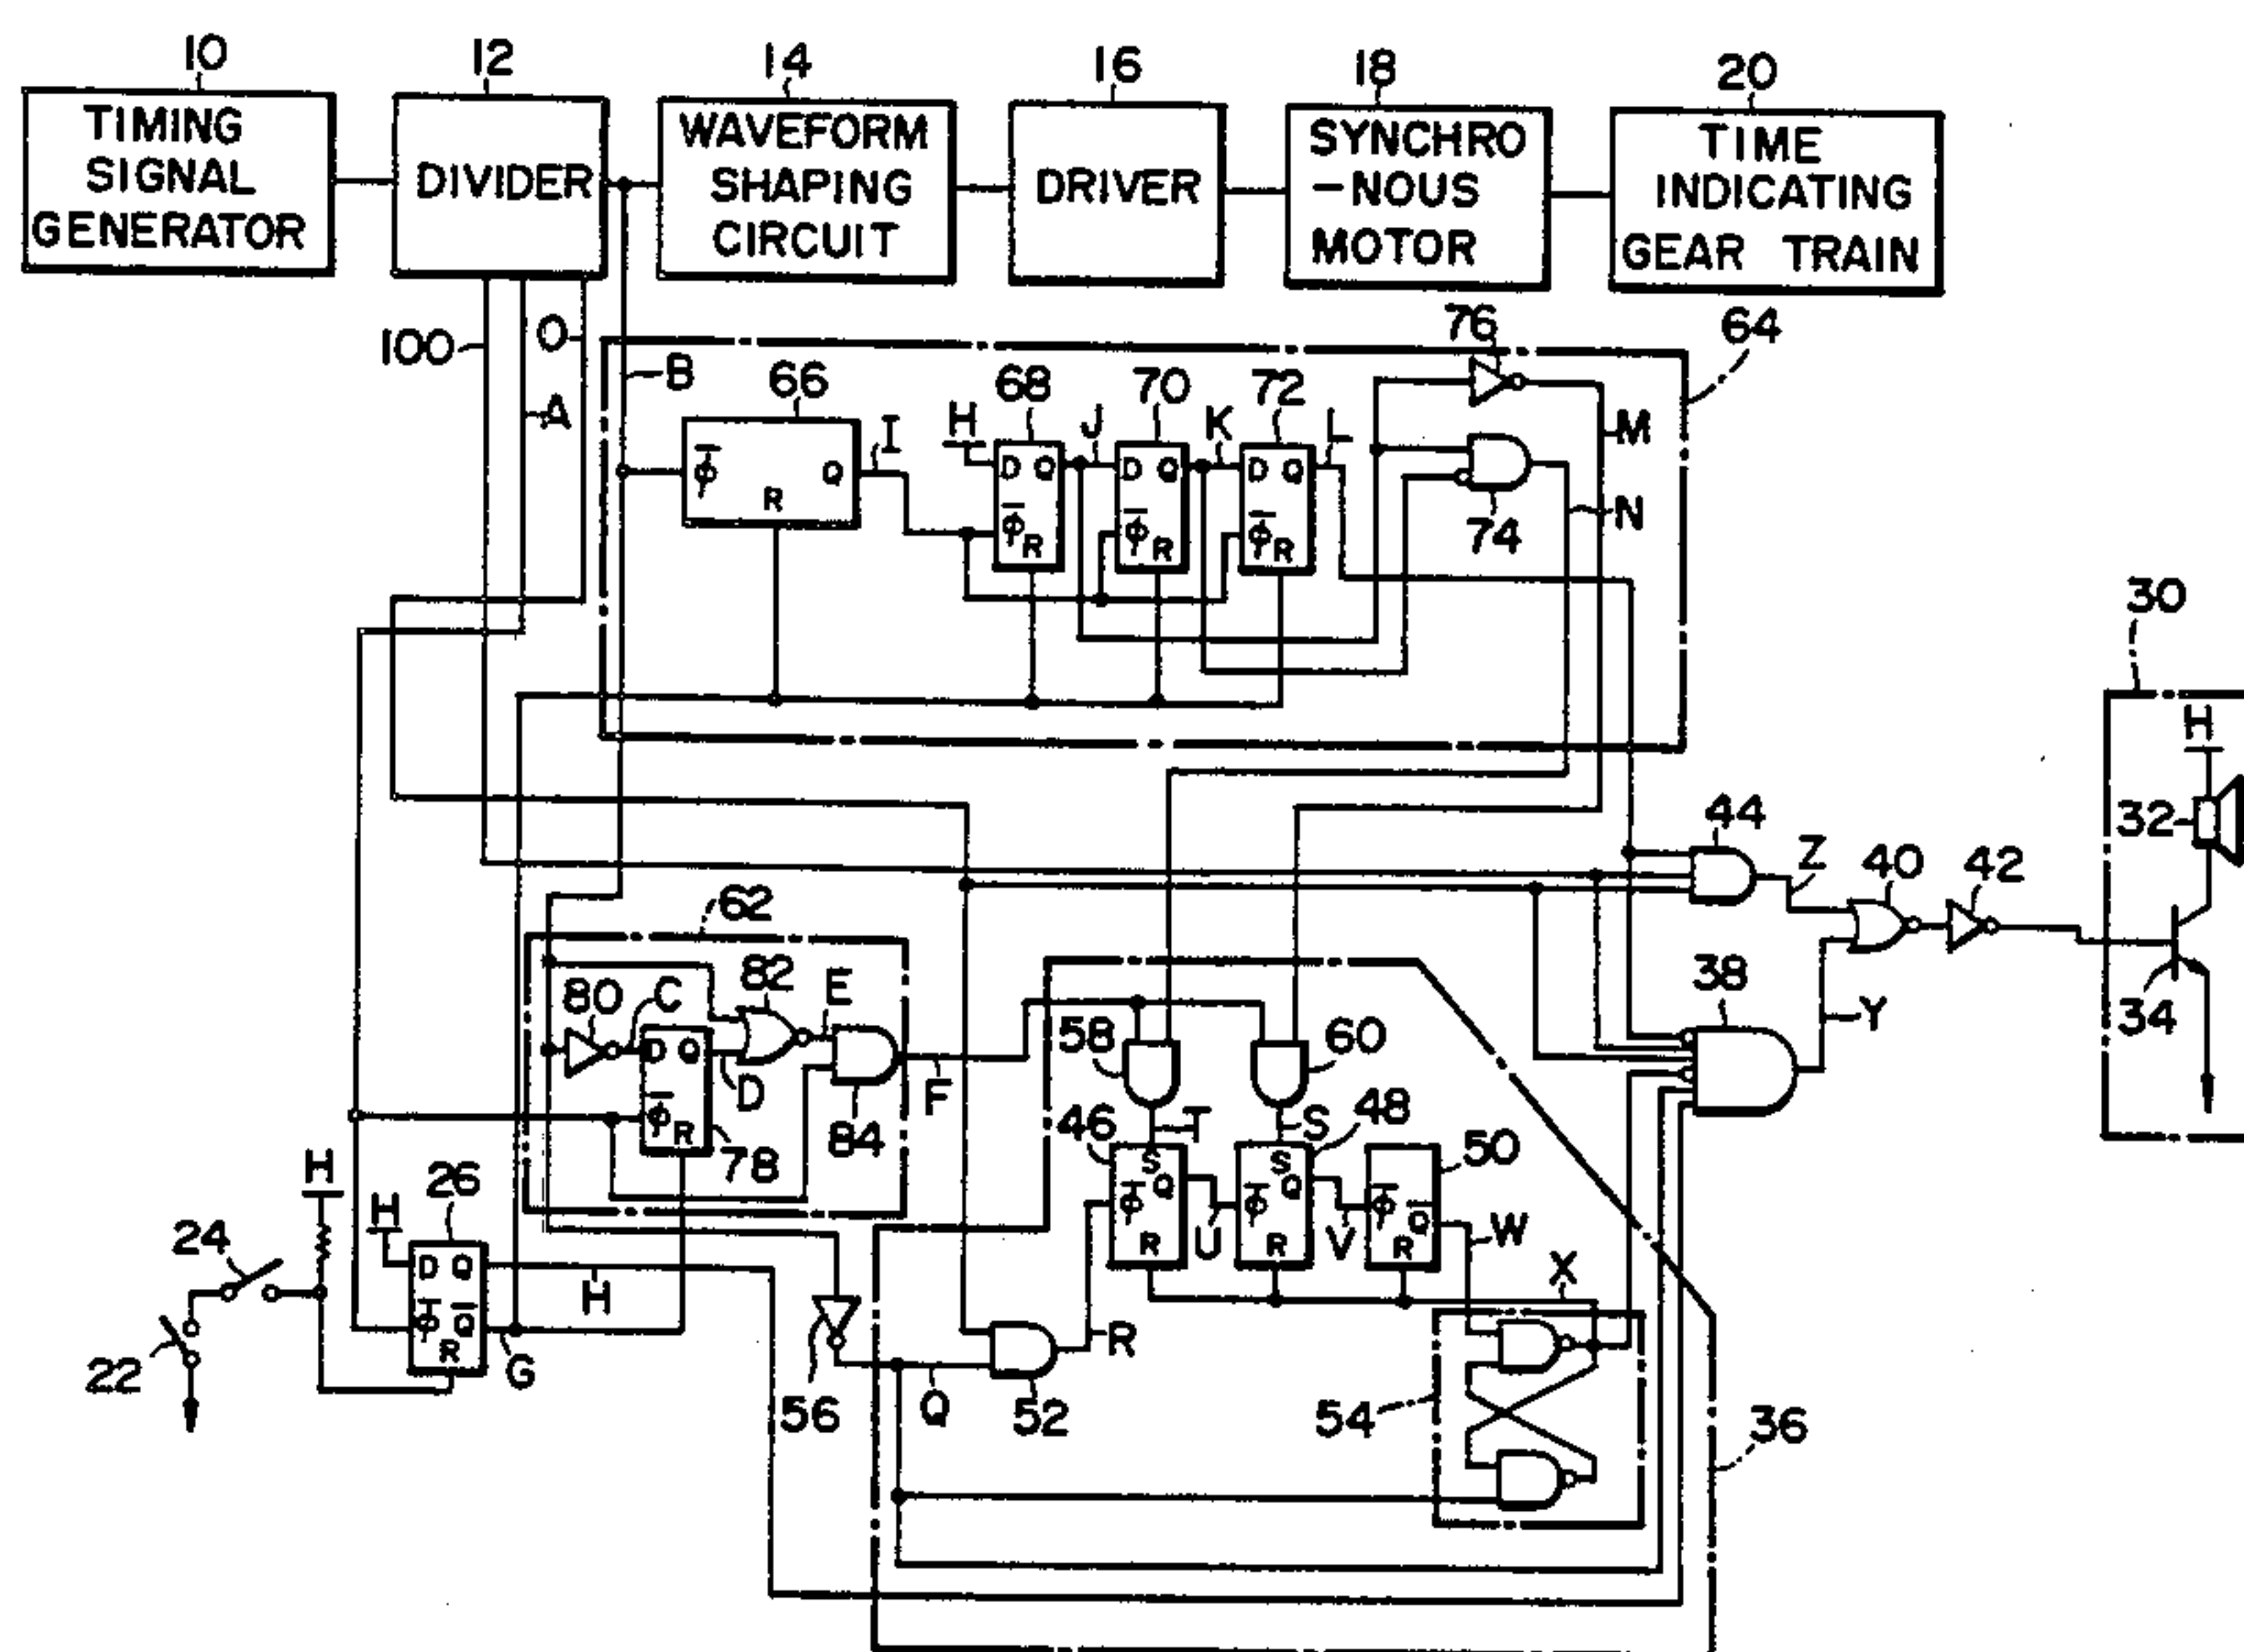 10
12
14
16
18
20
TIMING
SIGNAL
GENERATOR
DIVIDER
WAVEFORM
SHAPING
CIRCUIT
DRIVER
SYNCHRO
-NOUS
MOTOR
TIME
INDICATING
GEAR TRAIN
100
A
O
B
66
I
H
68
J
70
K
72
L
76
M
64
74
N
φ̅ R Q
D Q φ̅ R
D Q φ̅ R
D Q φ̅ R
30
H
32
34
44
Z
40
42
62
80
C
82
E
D
84
F
78
D Q φ̅ R
58
60
38
Y
46
T
S
48
50
S Q φ̅ R
S Q φ̅ R
φ̅ Q̅ R
U
V
W
X
H
H
26
24
22
D Q φ̅ Q̅ R
H
G
56
Q
52
R
54
36